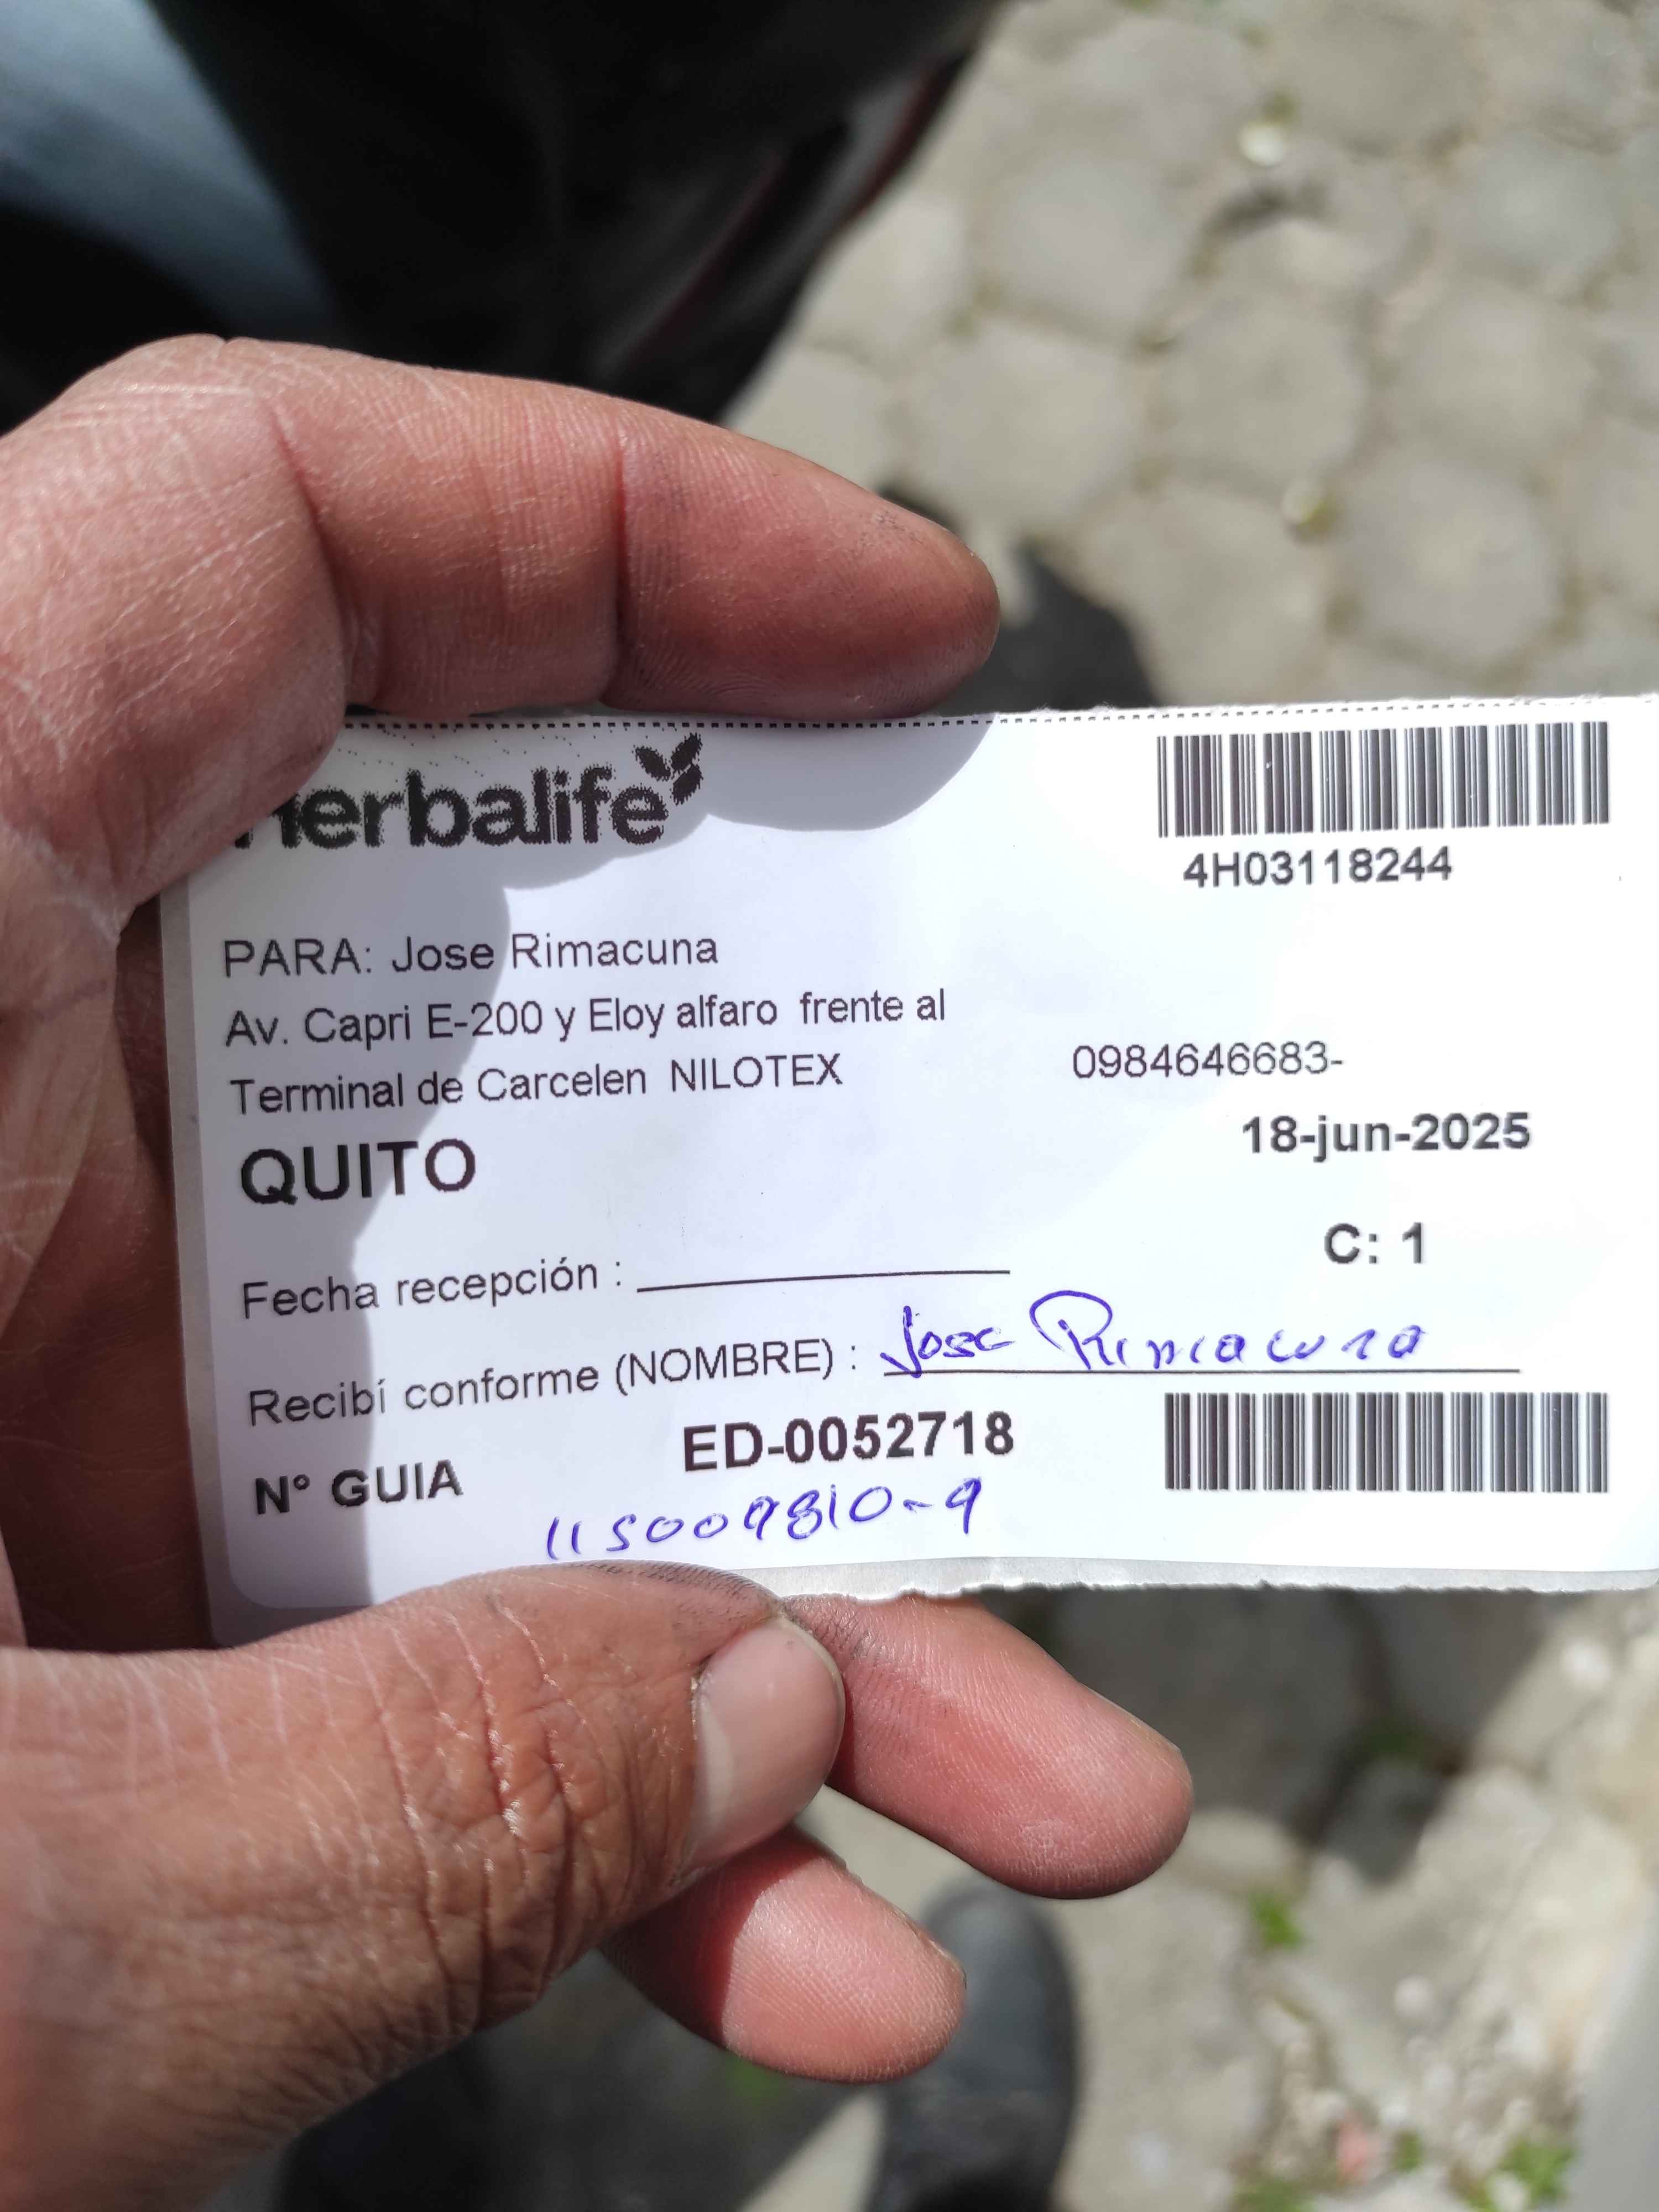 herbalife
4H03118244
PARA: Jose Rimacuna
Av. Capri E-200 y Eloy alfaro frente al
Terminal de Carcelen NILOTEX
0984646683-
QUITO
18-jun-2025
C: 1
Fecha recepción :
Recibí conforme (NOMBRE) : Jose Rimacuna
N° GUIA
ED-0052718
115009810-9